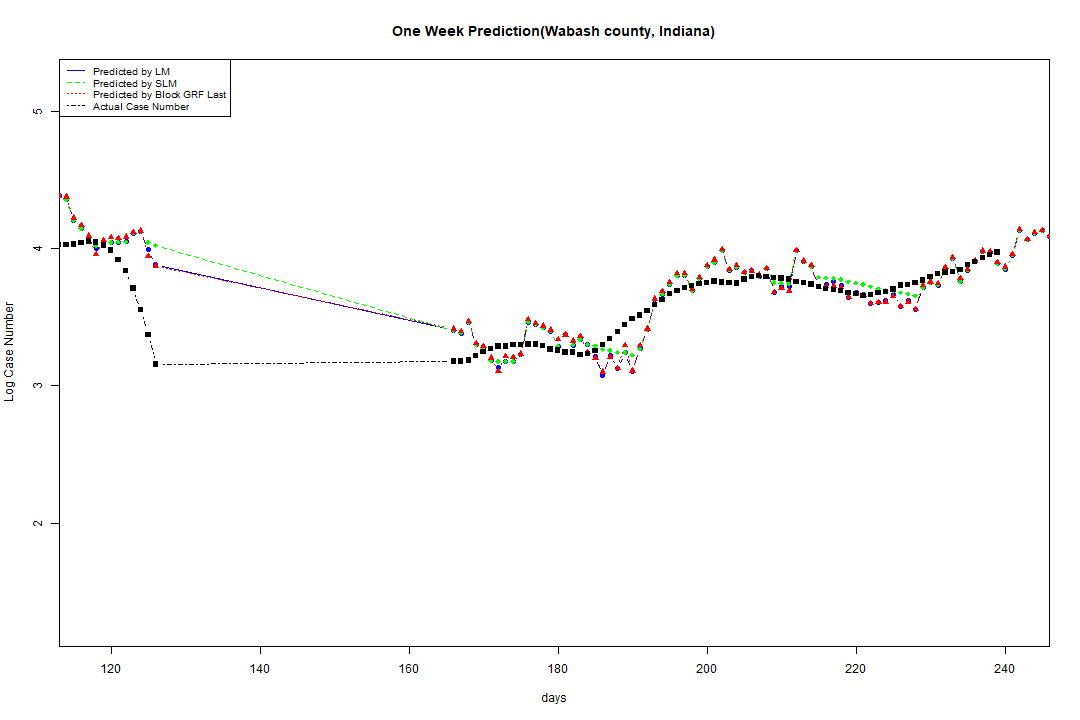 One Week Prediction(Wabash county, Indiana)
Predicted by LM
Predicted by SLM
Predicted by Block GRF Last
Actual Case Number
5
4
3
2
Log Case Number
120 140 160 180 200 220 240
days